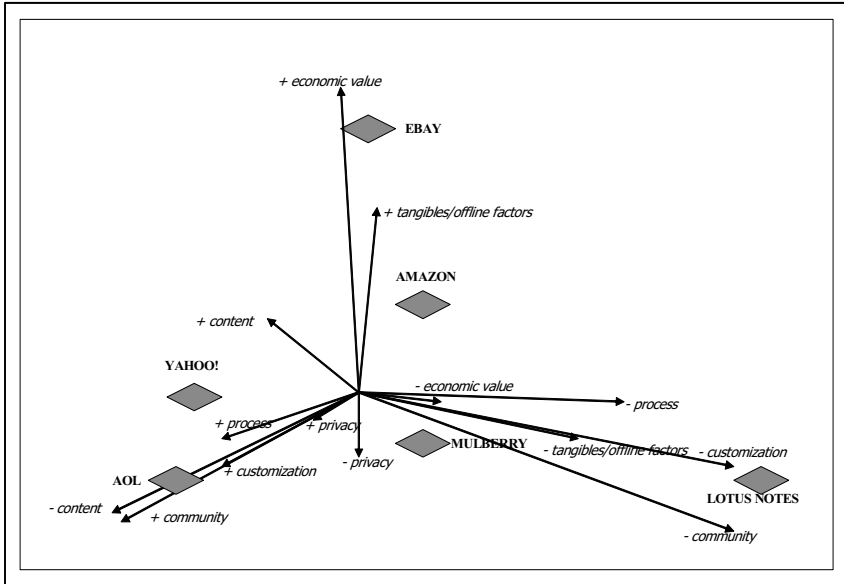 + economic value
EBAY
+ tangibles/offline factors
AMAZON
+ content
YAHOO!
- economic value
- process
+ process
+ privacy
MULBERRY
- tangibles/offline factors
- customization
- privacy
+ customization
AOL
LOTUS NOTES
- content
+ community
- community